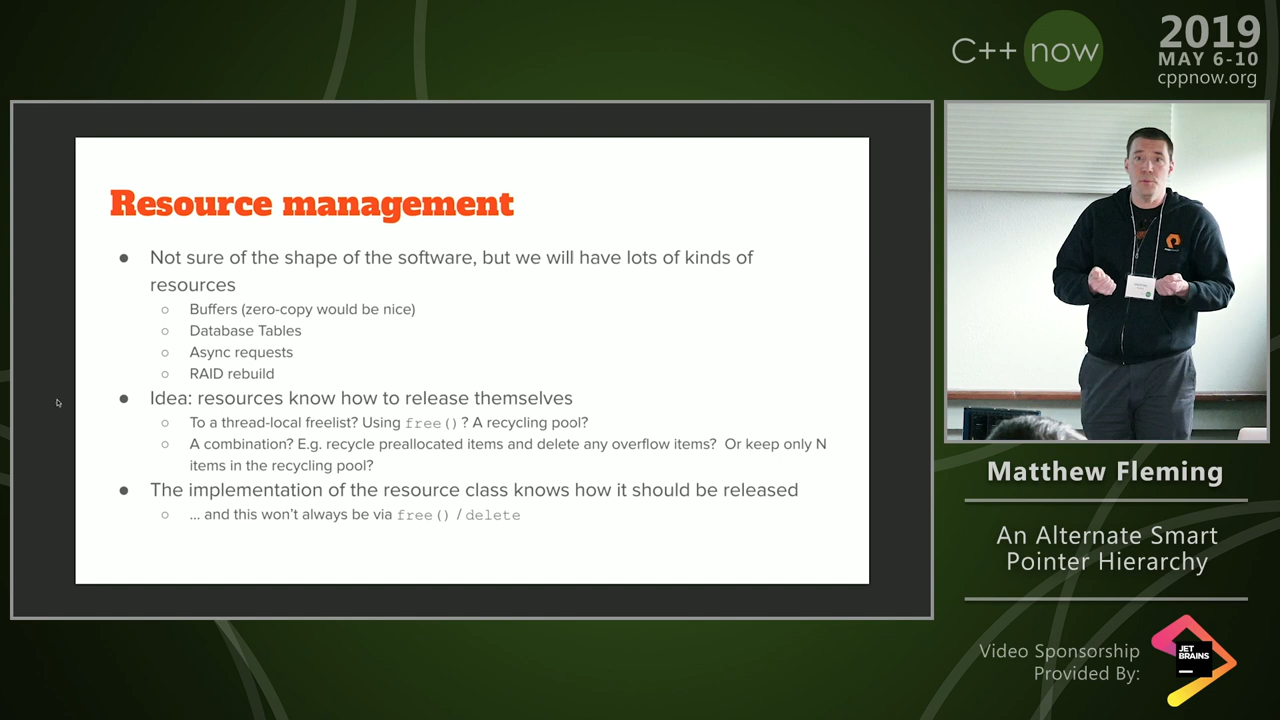 C++ now
2019
MAY 6-10
cppnow.org
Resource management
● Not sure of the shape of the software, but we will have lots of kinds of
resources
○ Buffers (zero-copy would be nice)
○ Database Tables
○ Async requests
○ RAID rebuild
● Idea: resources know how to release themselves
○ To a thread-local freelist? Using free()? A recycling pool?
○ A combination? E.g. recycle preallocated items and delete any overflow items? Or keep only N
items in the recycling pool?
● The implementation of the resource class knows how it should be released
○ ... and this won't always be via free() / delete
Matthew Fleming
An Alternate Smart
Pointer Hierarchy
Video Sponsorship
Provided By:
JET
BRAINS